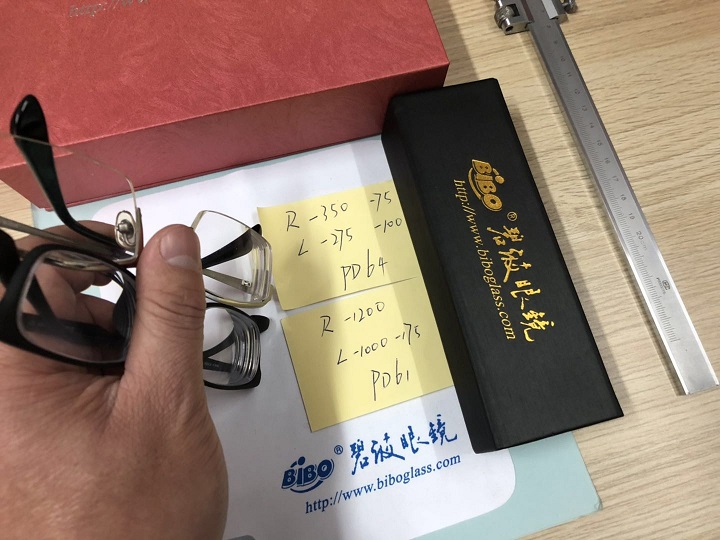 R -350 -75
L -275 -100
PD64
R -1200
L -1000 -175
PD61
BiBO® 碧波眼镜
http://www.biboglass.com
BiBO® 碧波眼镜
http://www.biboglass.com